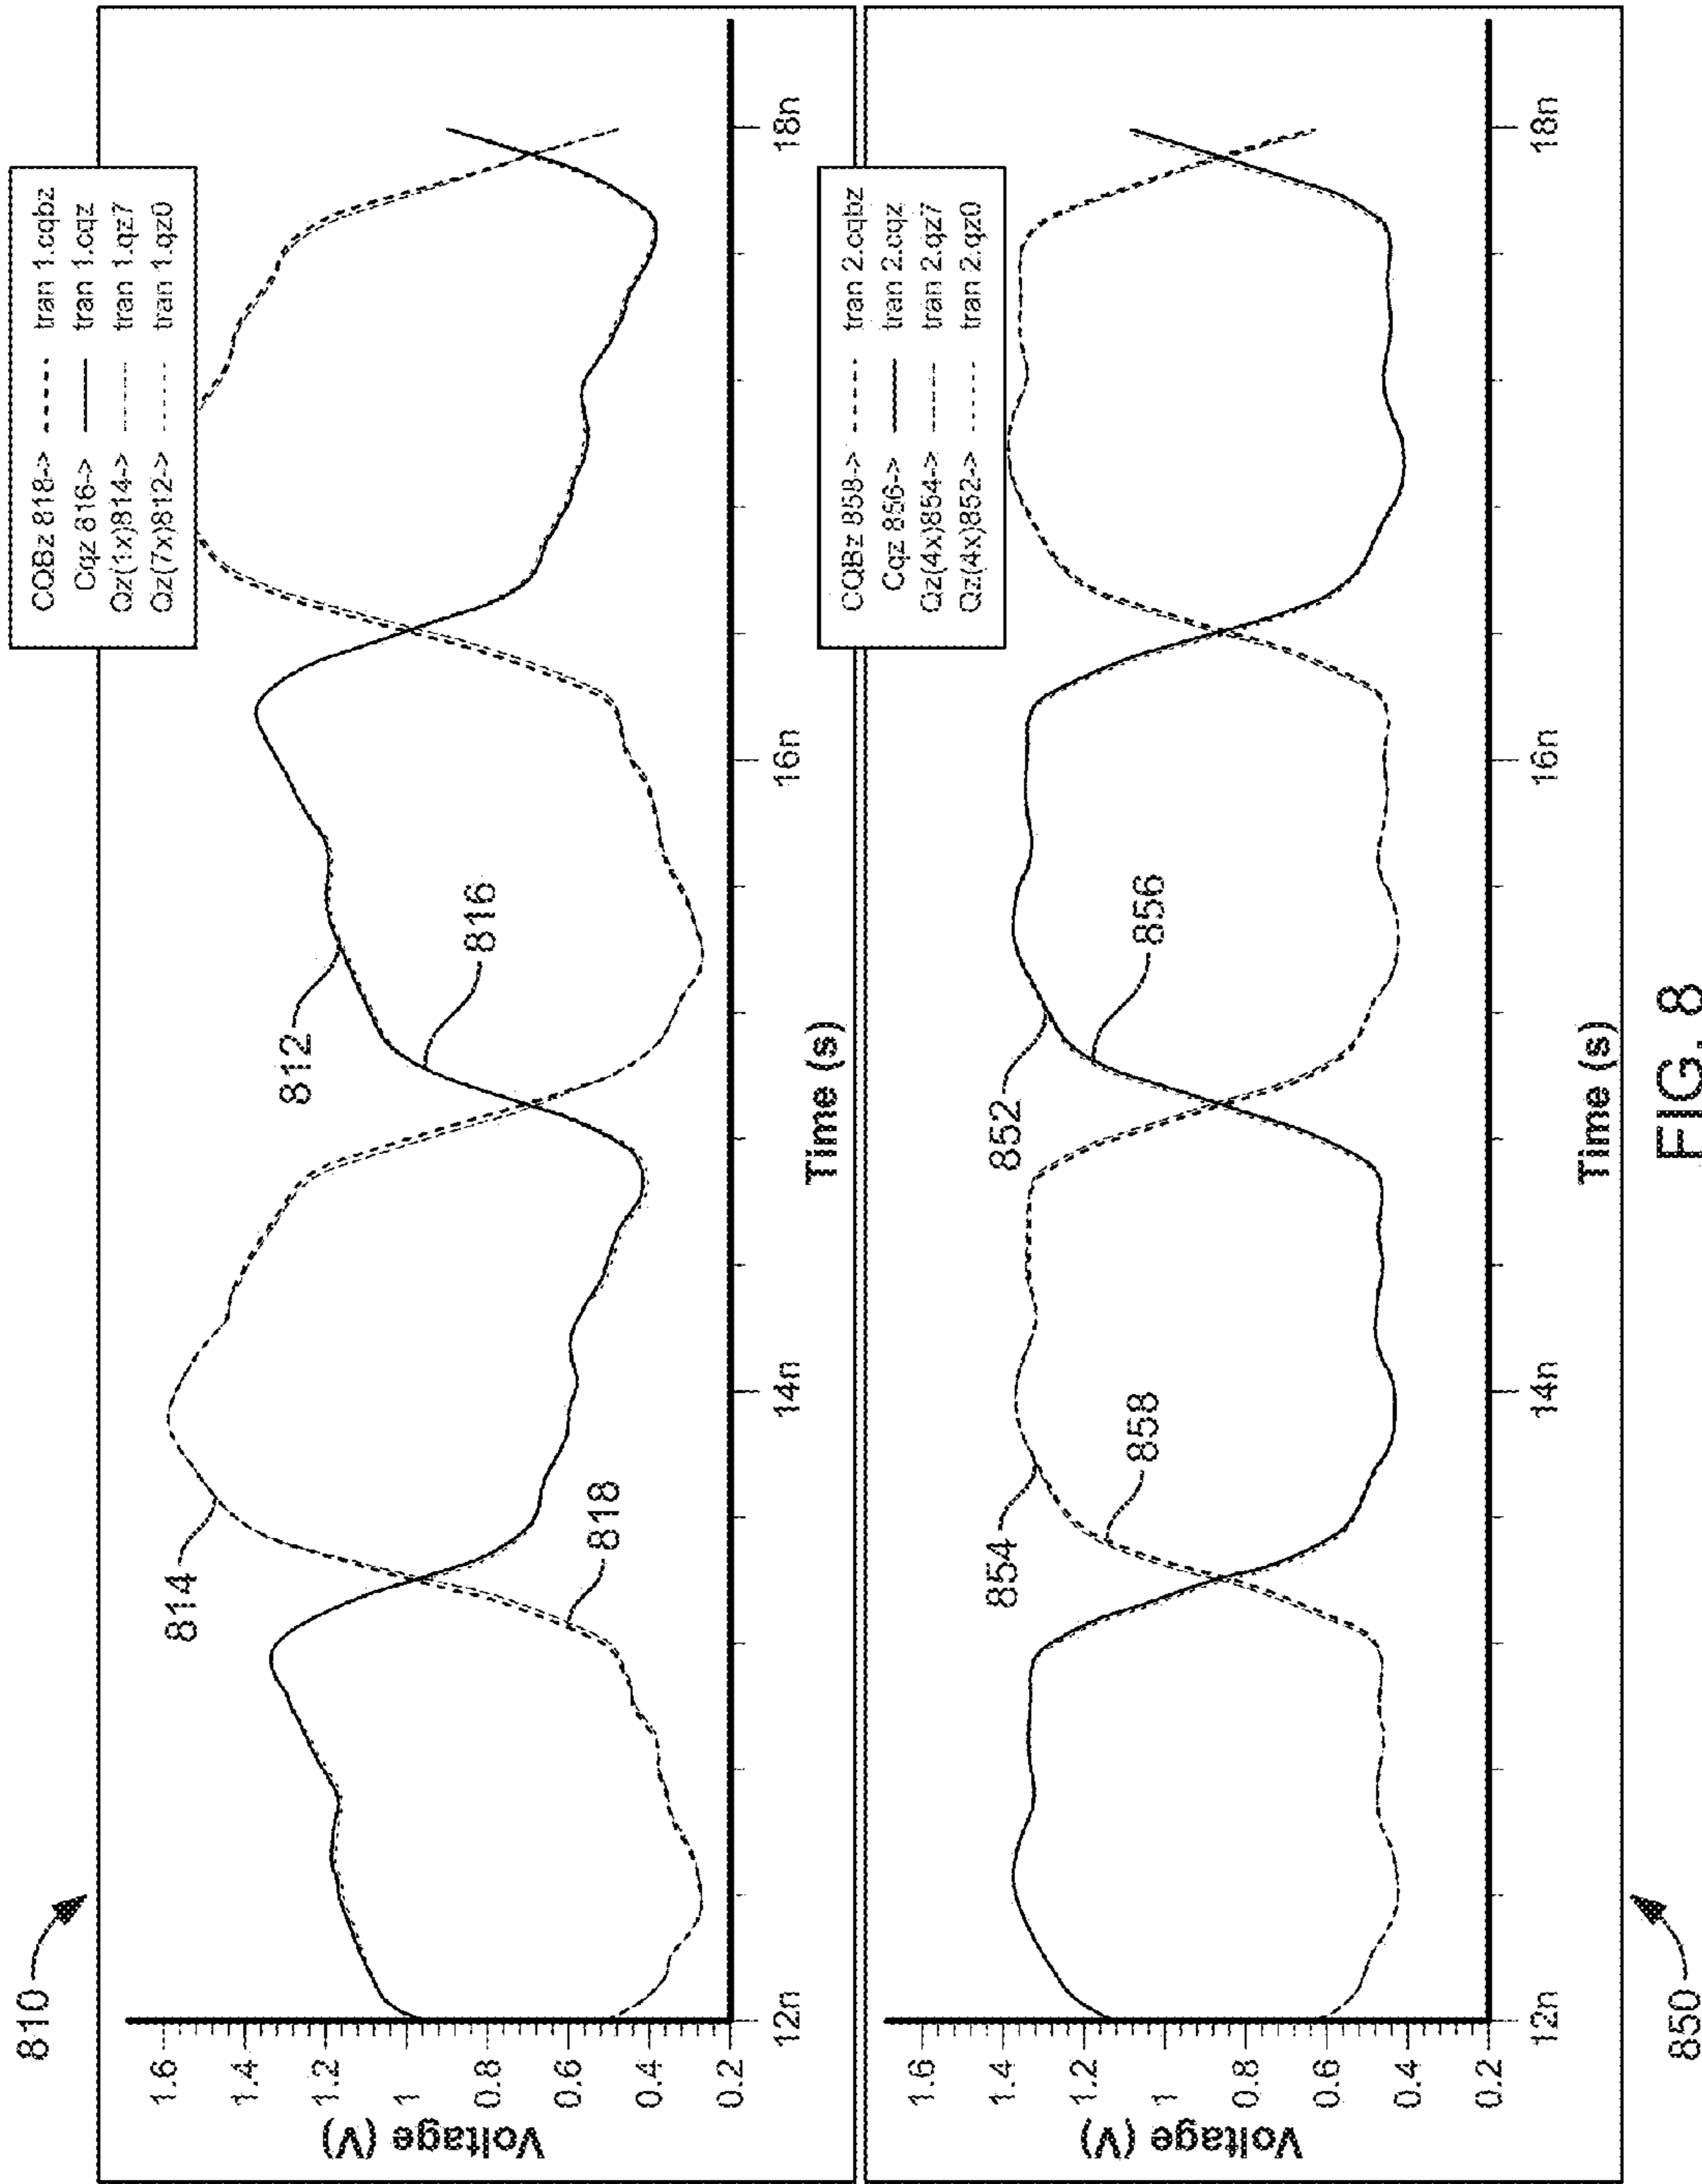 810
CQBz 818-> tran 1.cqbz
Cqz 816-> tran 1.cqz
Qz(1x)814-> tran 1.qz7
Qz(7x)812-> tran 1.qz0
Voltage (V)
1.6
1.4
1.2
1
0.8
0.6
0.4
0.2
814
818
812
816
12n
14n
16n
18n
Time (s)
CQBz 858-> tran 2.cqbz
Cqz 856-> tran 2.cqz
Qz(4x)854-> tran 2.qz7
Qz(4x)852-> tran 2.qz0
Voltage (V)
1.6
1.4
1.2
1
0.8
0.6
0.4
0.2
854
858
852
856
12n
14n
16n
18n
Time (s)
850
FIG. 8